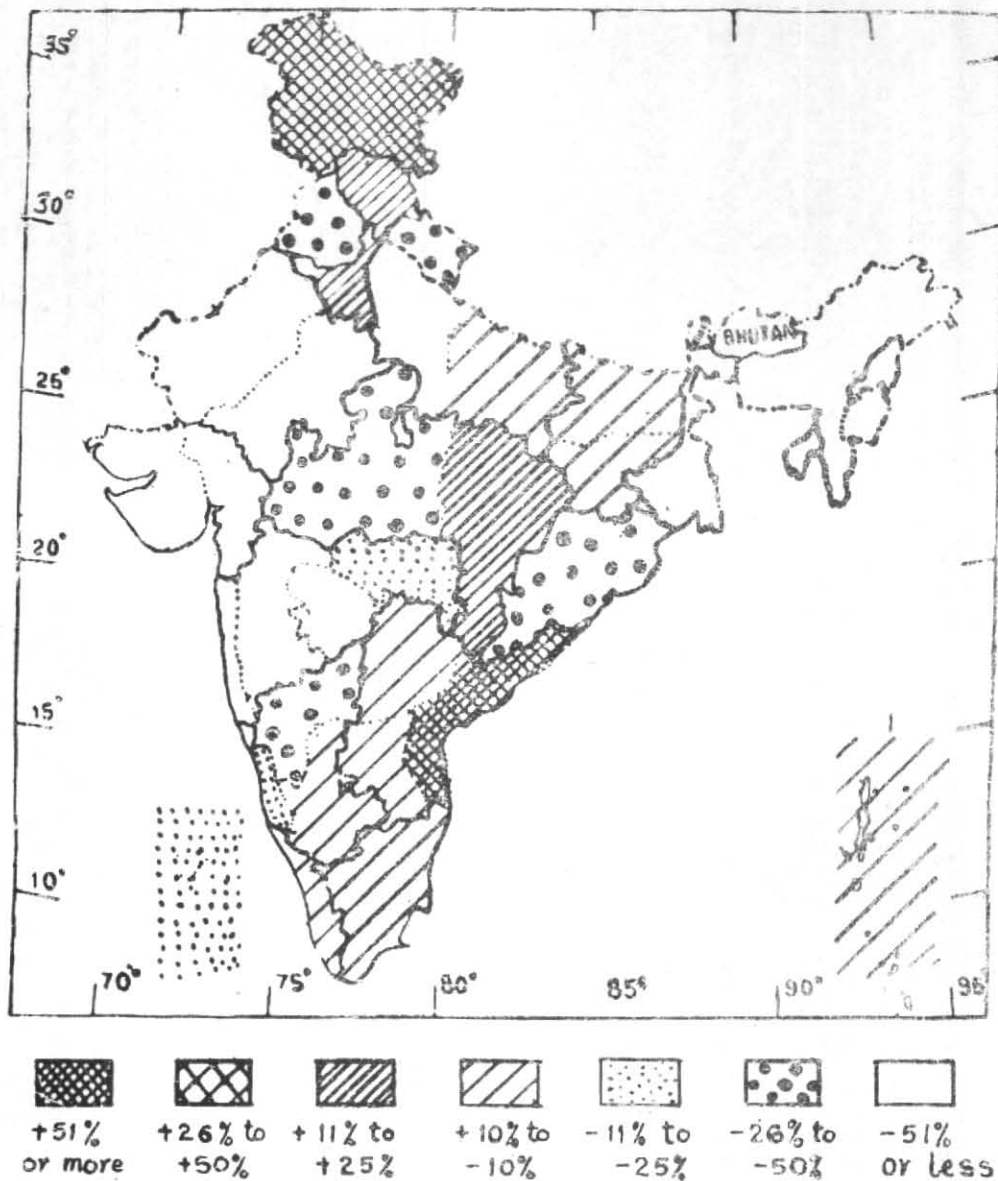 35°
30°
BHUTAN
25°
20°
15°
10°
70° 75° 80° 85° 90° 95
+51% +26% to +11% to +10% to -11% to -26% to -51%
or more +50% +25% -10% -25% -50% or less